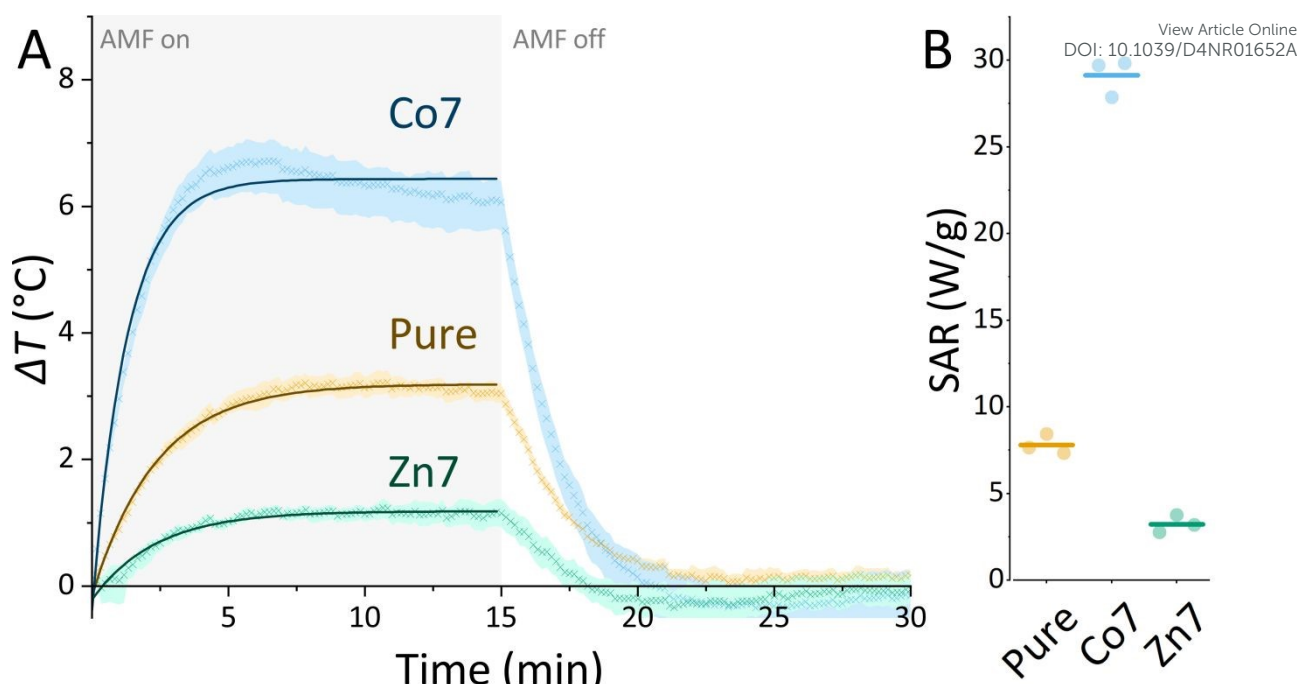 A
AMF on
AMF off
8
6
4
2
0
ΔT (°C)
Co7
Pure
Zn7
5
10
15
20
25
30
Time (min)
B
View Article Online
DOI: 10.1039/D4NR01652A
30
25
20
15
10
5
0
SAR (W/g)
Pure
Co7
Zn7